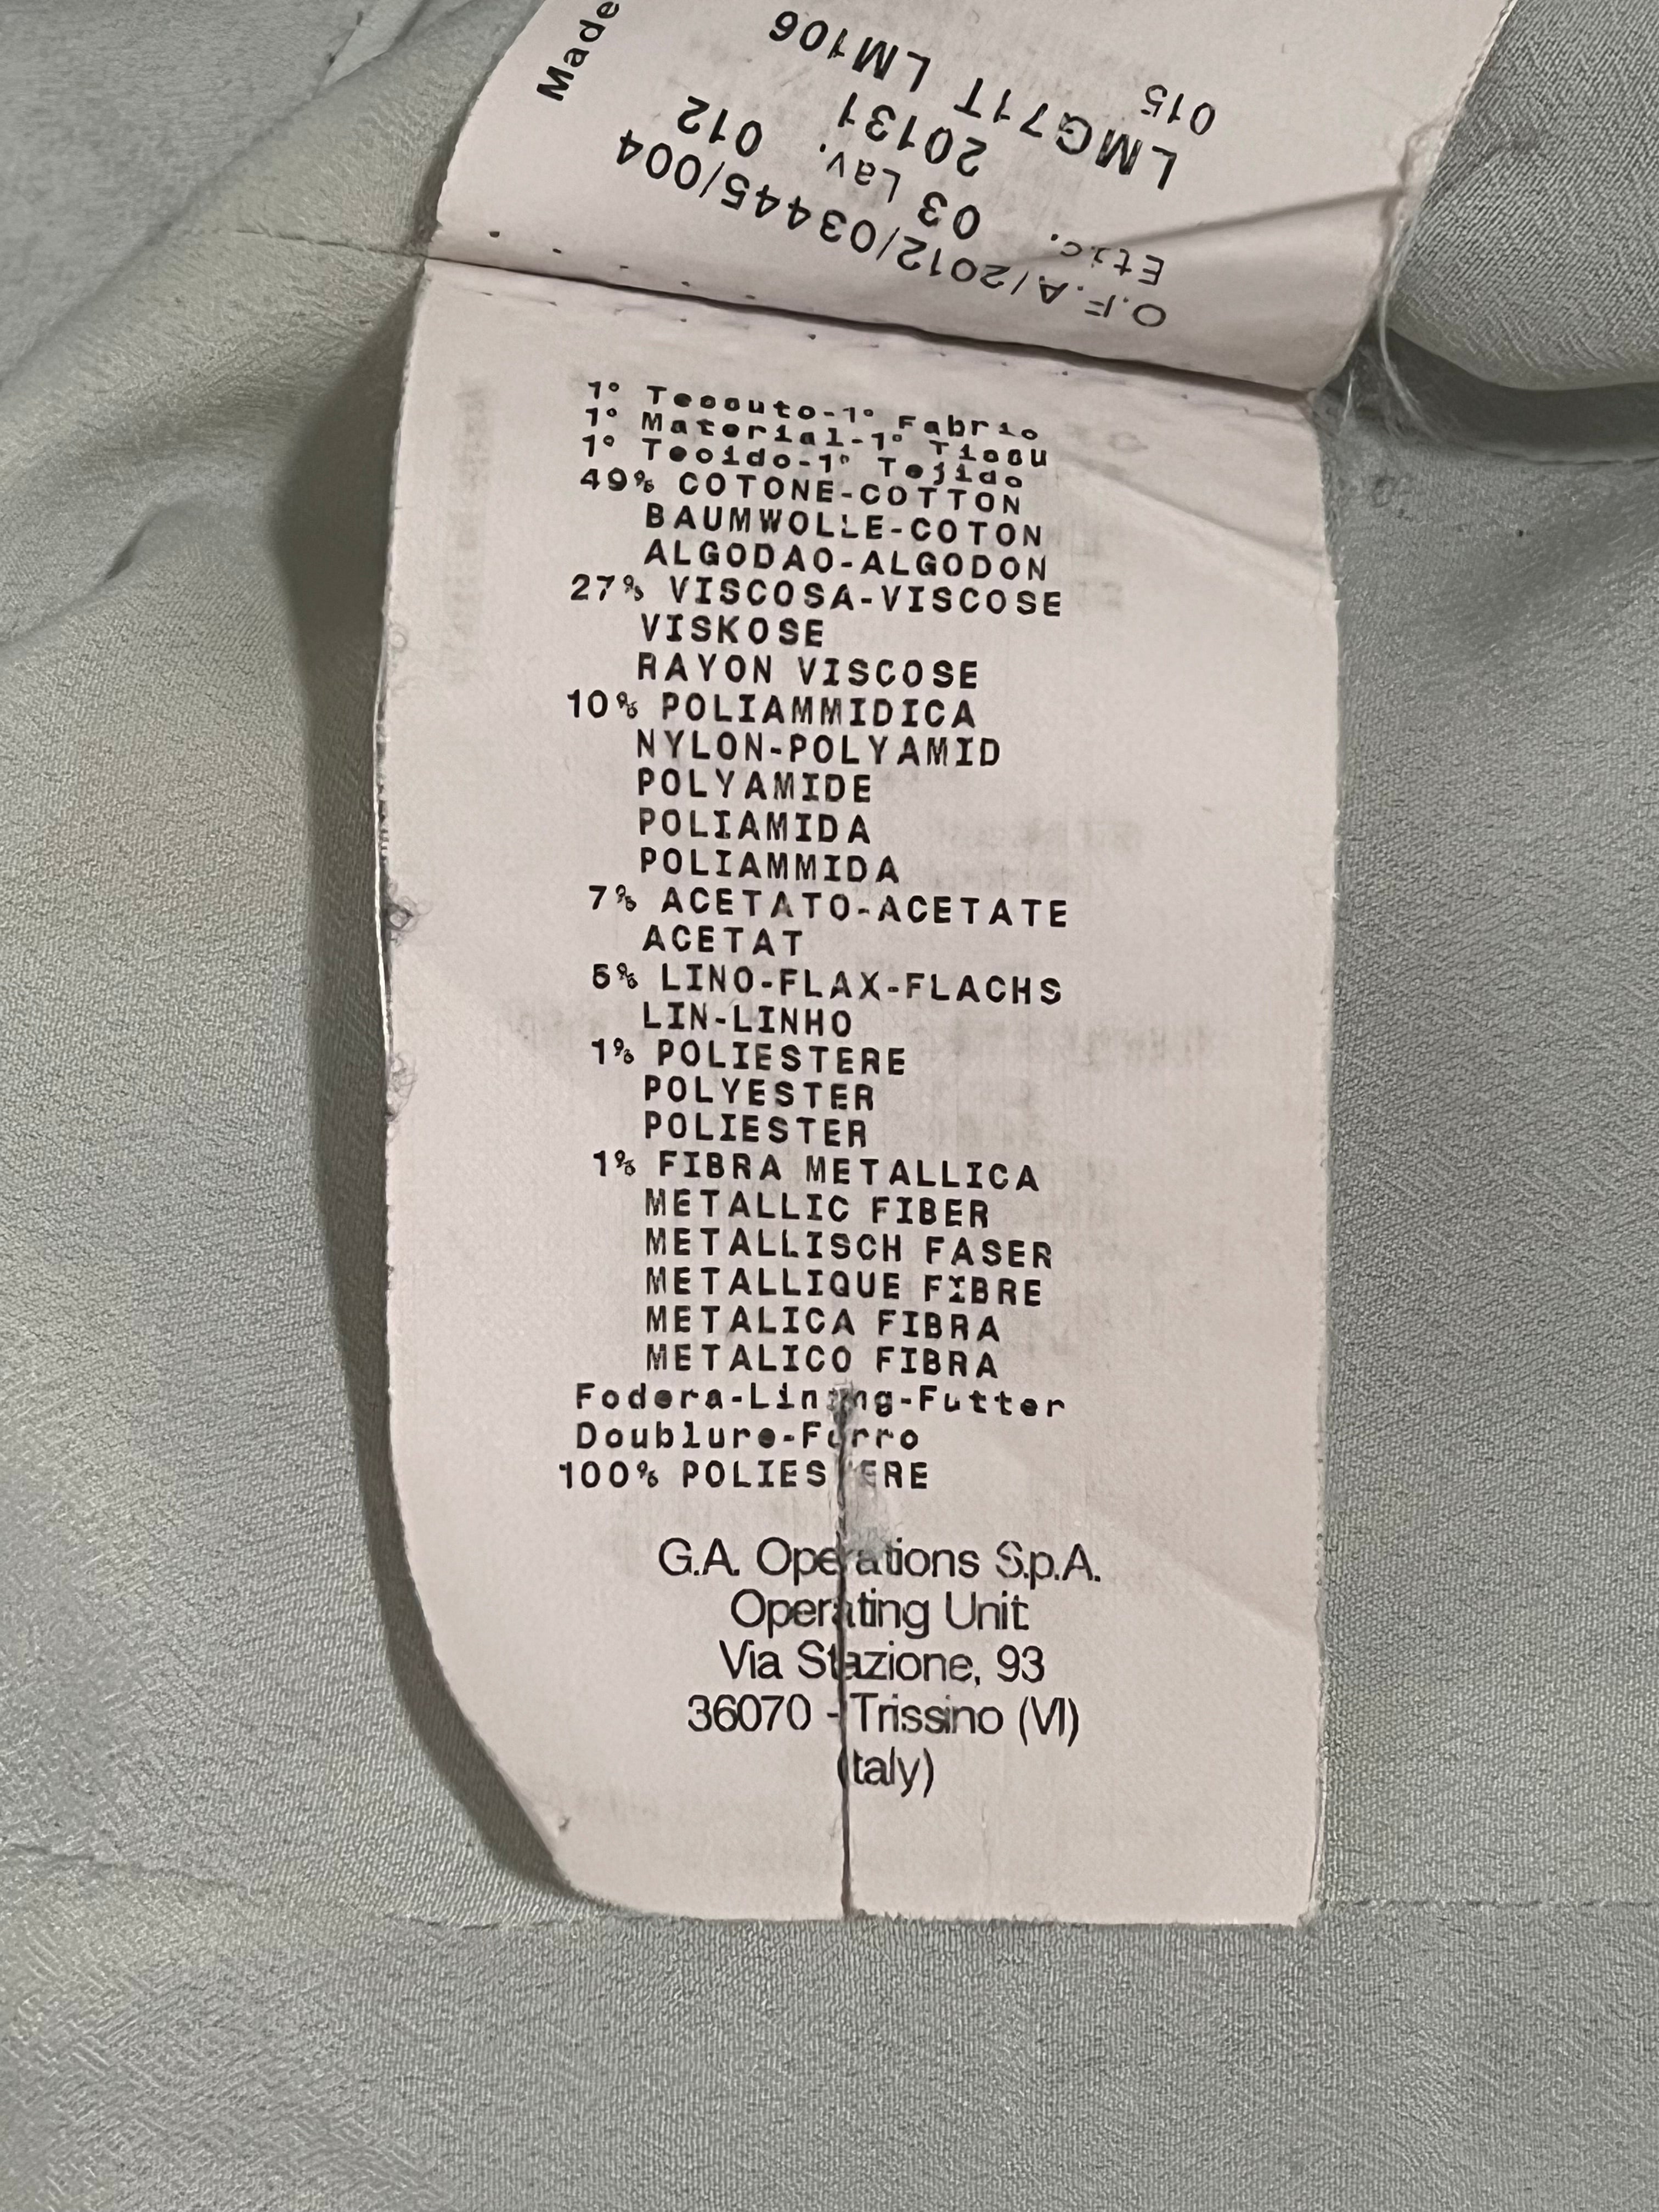 Made
O.F.A/2012/03445/004
Etic. 03 Lav. 012
20131
LMG71T LM106
015
1° Tessuto-1° Fabric
1° Material-1° Tissu
1° Tecido-1° Tejido
49% COTONE-COTTON
BAUMWOLLE-COTON
ALGODAO-ALGODON
27% VISCOSA-VISCOSE
VISKOSE
RAYON VISCOSE
10% POLIAMMIDICA
NYLON-POLYAMID
POLYAMIDE
POLIAMIDA
POLIAMMIDA
7% ACETATO-ACETATE
ACETAT
5% LINO-FLAX-FLACHS
LIN-LINHO
1% POLIESTERE
POLYESTER
POLIESTER
1% FIBRA METALLICA
METALLIC FIBER
METALLISCH FASER
METALLIQUE FIBRE
METALICA FIBRA
METALICO FIBRA
Fodera-Lining-Futter
Doublure-Forro
100% POLIESTERE
G.A. Operations S.p.A.
Operating Unit
Via Stazione, 93
36070 - Trissino (VI)
(Italy)